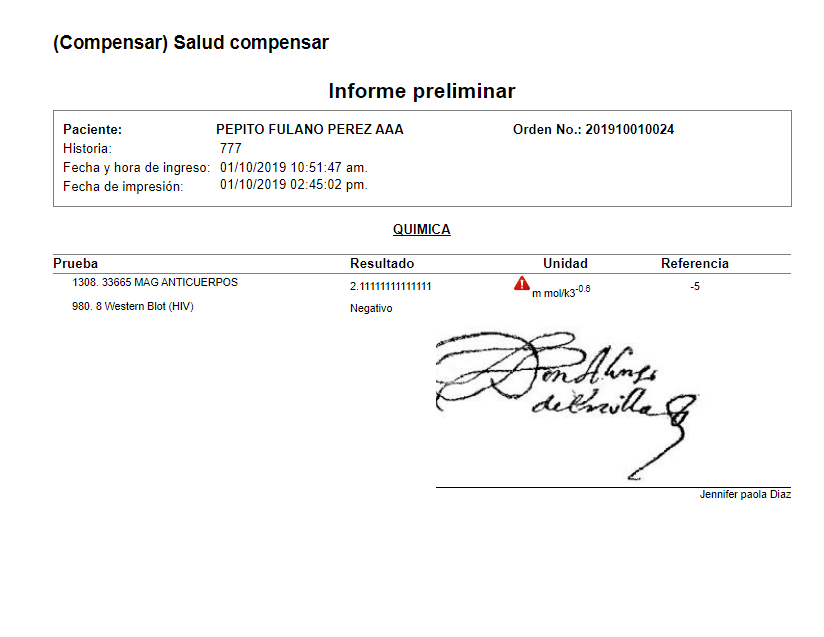 (Compensar) Salud compensar
Informe preliminar
Paciente: PEPITO FULANO PEREZ AAA Orden No.: 201910010024
Historia: 777
Fecha y hora de ingreso: 01/10/2019 10:51:47 am.
Fecha de impresión: 01/10/2019 02:45:02 pm.
QUIMICA
Prueba Resultado Unidad Referencia
1308. 33665 MAG ANTICUERPOS 2.11111111111111 m mol/k3-0.6 -5
980. 8 Western Blot (HIV) Negativo
Don Alonso
de Ercilla
Jennifer paola Diaz